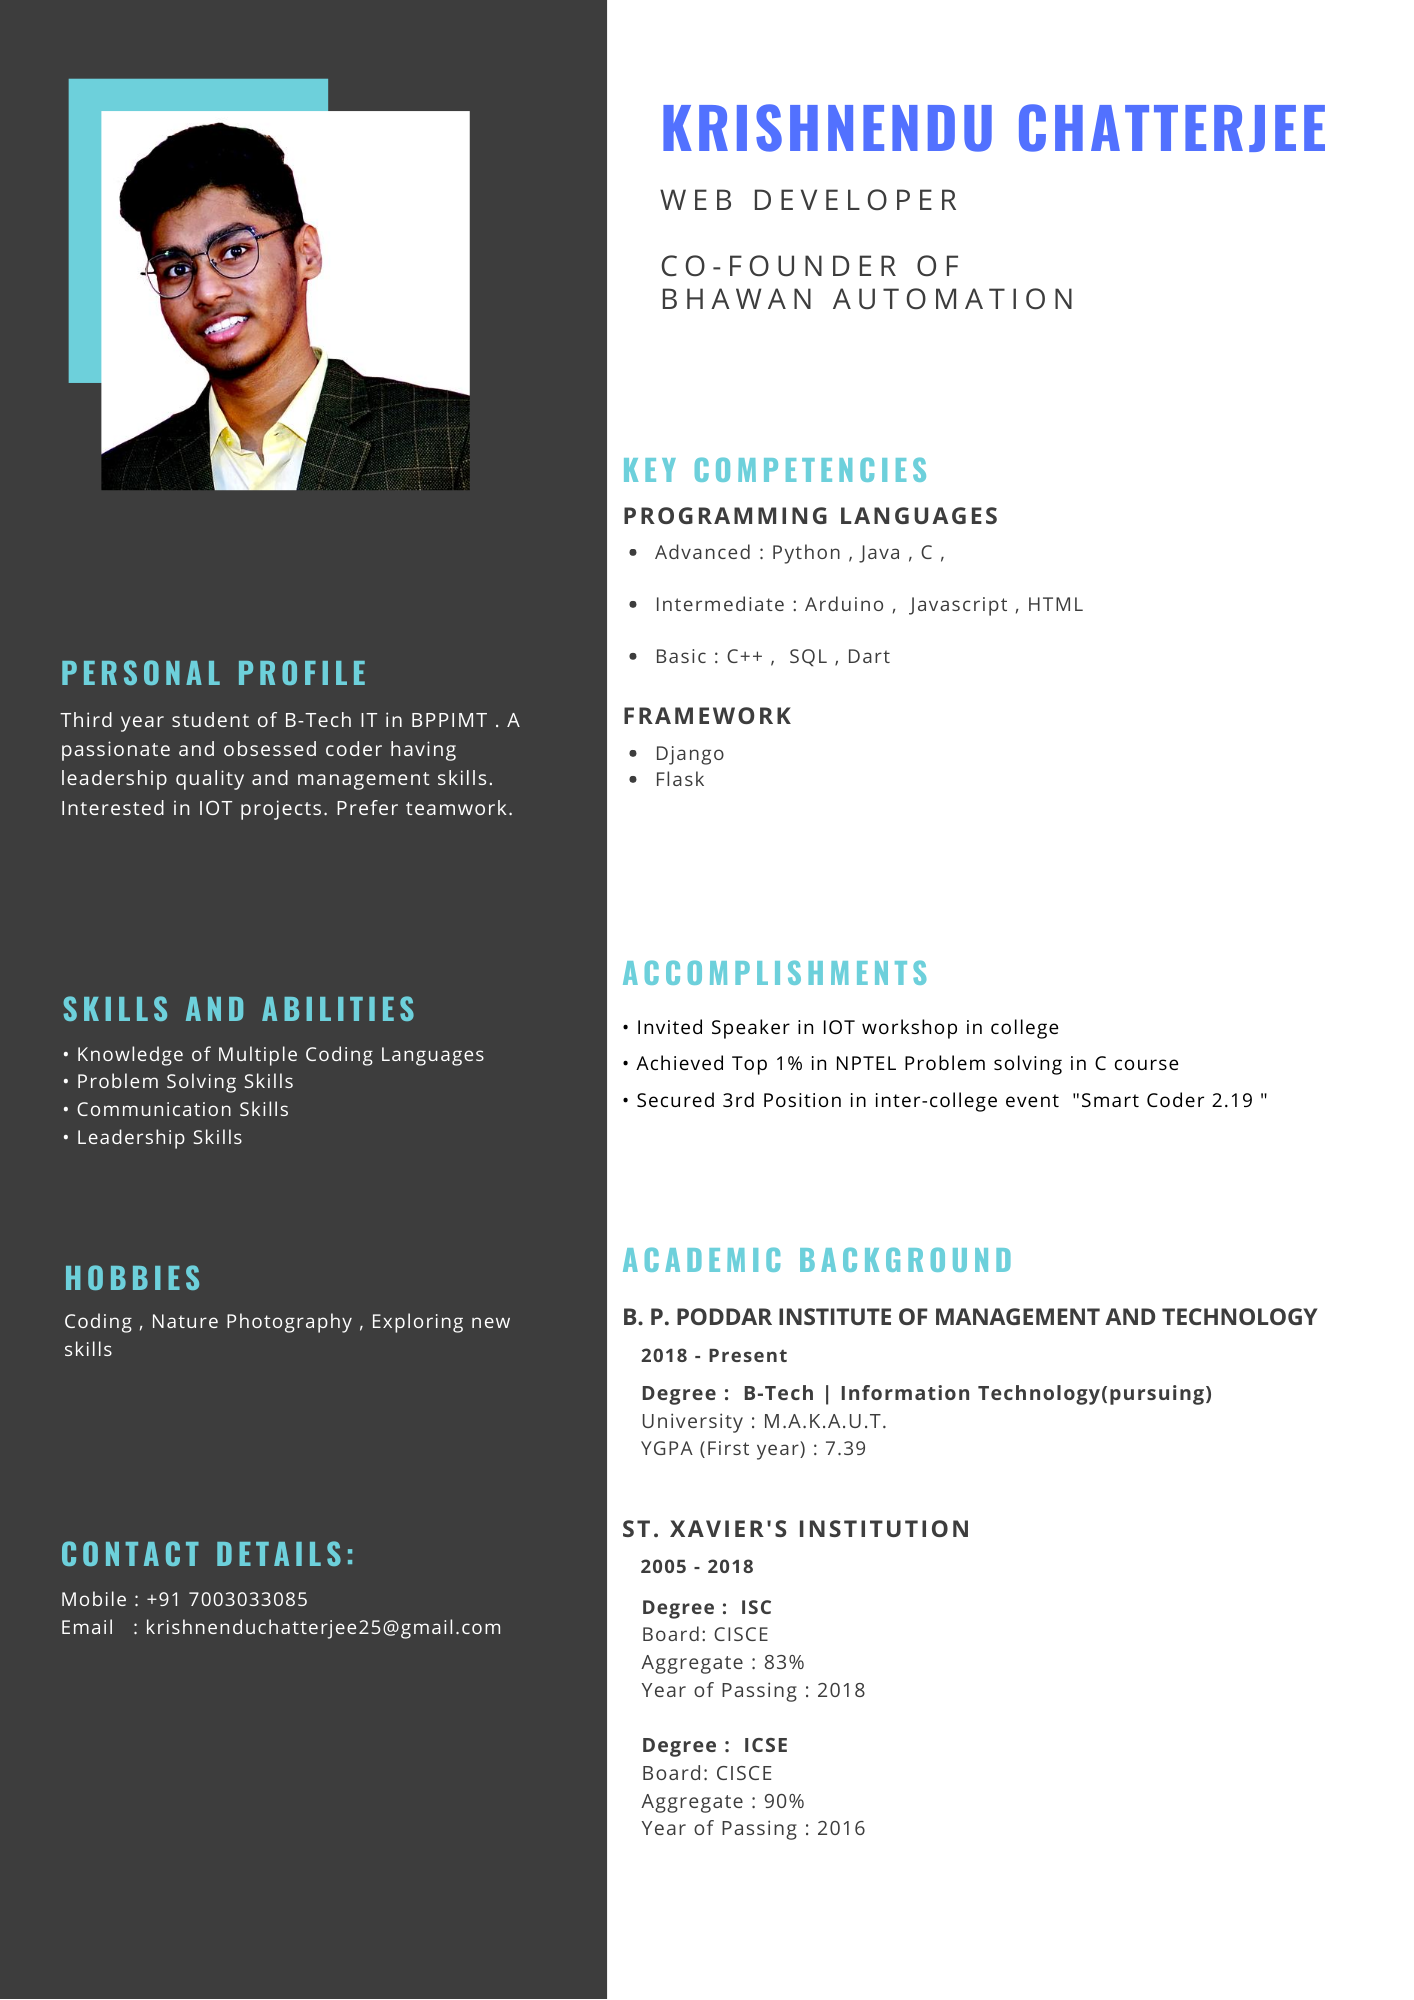 KRISHNENDU CHATTERJEE
WEB DEVELOPER
CO-FOUNDER OF
BHAWAN AUTOMATION
PERSONAL PROFILE
Third year student of B-Tech IT in BPPIMT . A
passionate and obsessed coder having
leadership quality and management skills.
Interested in IOT projects. Prefer teamwork.
SKILLS AND ABILITIES
• Knowledge of Multiple Coding Languages
• Problem Solving Skills
• Communication Skills
• Leadership Skills
HOBBIES
Coding , Nature Photography , Exploring new
skills
CONTACT DETAILS:
Mobile : +91 7003033085
Email : krishnenduchatterjee25@gmail.com
KEY COMPETENCIES
PROGRAMMING LANGUAGES
• Advanced : Python , Java , C ,
• Intermediate : Arduino , Javascript , HTML
• Basic : C++ , SQL , Dart
FRAMEWORK
• Django
• Flask
ACCOMPLISHMENTS
• Invited Speaker in IOT workshop in college
• Achieved Top 1% in NPTEL Problem solving in C course
• Secured 3rd Position in inter-college event "Smart Coder 2.19 "
ACADEMIC BACKGROUND
B. P. PODDAR INSTITUTE OF MANAGEMENT AND TECHNOLOGY
2018 - Present
Degree : B-Tech | Information Technology(pursuing)
University : M.A.K.A.U.T.
YGPA (First year) : 7.39
ST. XAVIER'S INSTITUTION
2005 - 2018
Degree : ISC
Board: CISCE
Aggregate : 83%
Year of Passing : 2018
Degree : ICSE
Board: CISCE
Aggregate : 90%
Year of Passing : 2016